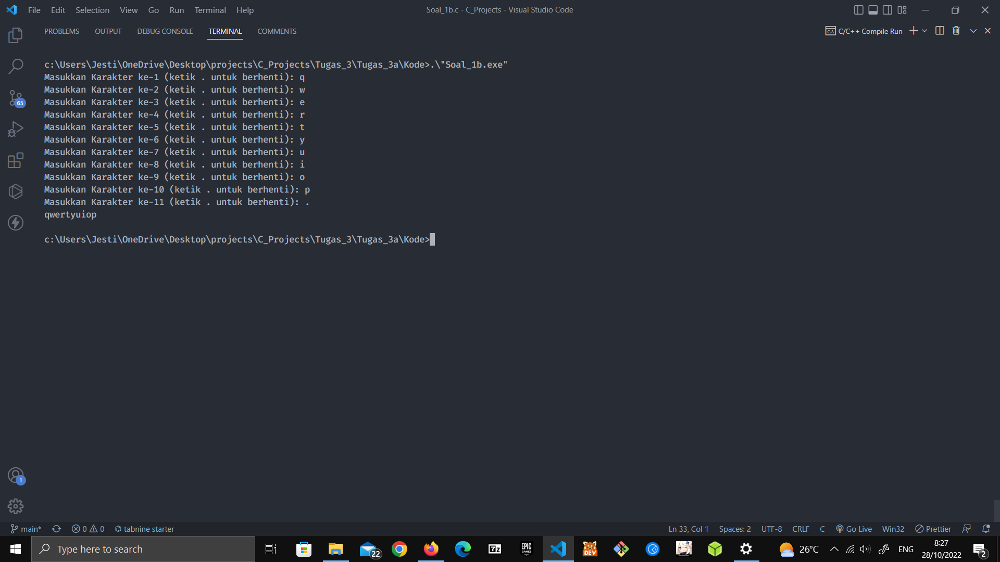 File Edit Selection View Go Run Terminal Help
Soal_1b.c - C_Projects - Visual Studio Code
PROBLEMS OUTPUT DEBUG CONSOLE TERMINAL COMMENTS
C/C++ Compile Run
c:\Users\Jesti\OneDrive\Desktop\projects\C_Projects\Tugas_3\Tugas_3a\Kode>.\"Soal_1b.exe"
Masukkan Karakter ke-1 (ketik . untuk berhenti): q
Masukkan Karakter ke-2 (ketik . untuk berhenti): w
Masukkan Karakter ke-3 (ketik . untuk berhenti): e
Masukkan Karakter ke-4 (ketik . untuk berhenti): r
Masukkan Karakter ke-5 (ketik . untuk berhenti): t
Masukkan Karakter ke-6 (ketik . untuk berhenti): y
Masukkan Karakter ke-7 (ketik . untuk berhenti): u
Masukkan Karakter ke-8 (ketik . untuk berhenti): i
Masukkan Karakter ke-9 (ketik . untuk berhenti): o
Masukkan Karakter ke-10 (ketik . untuk berhenti): p
Masukkan Karakter ke-11 (ketik . untuk berhenti): .
qwertyuiop
c:\Users\Jesti\OneDrive\Desktop\projects\C_Projects\Tugas_3\Tugas_3a\Kode>
65
1
main* 0 0 tabnine starter
Ln 33, Col 1 Spaces: 2 UTF-8 CRLF C Go Live Win32 Prettier
Type here to search
22
7z
EPIC GAMES
DEV
26°C
ENG
8:27
28/10/2022
2